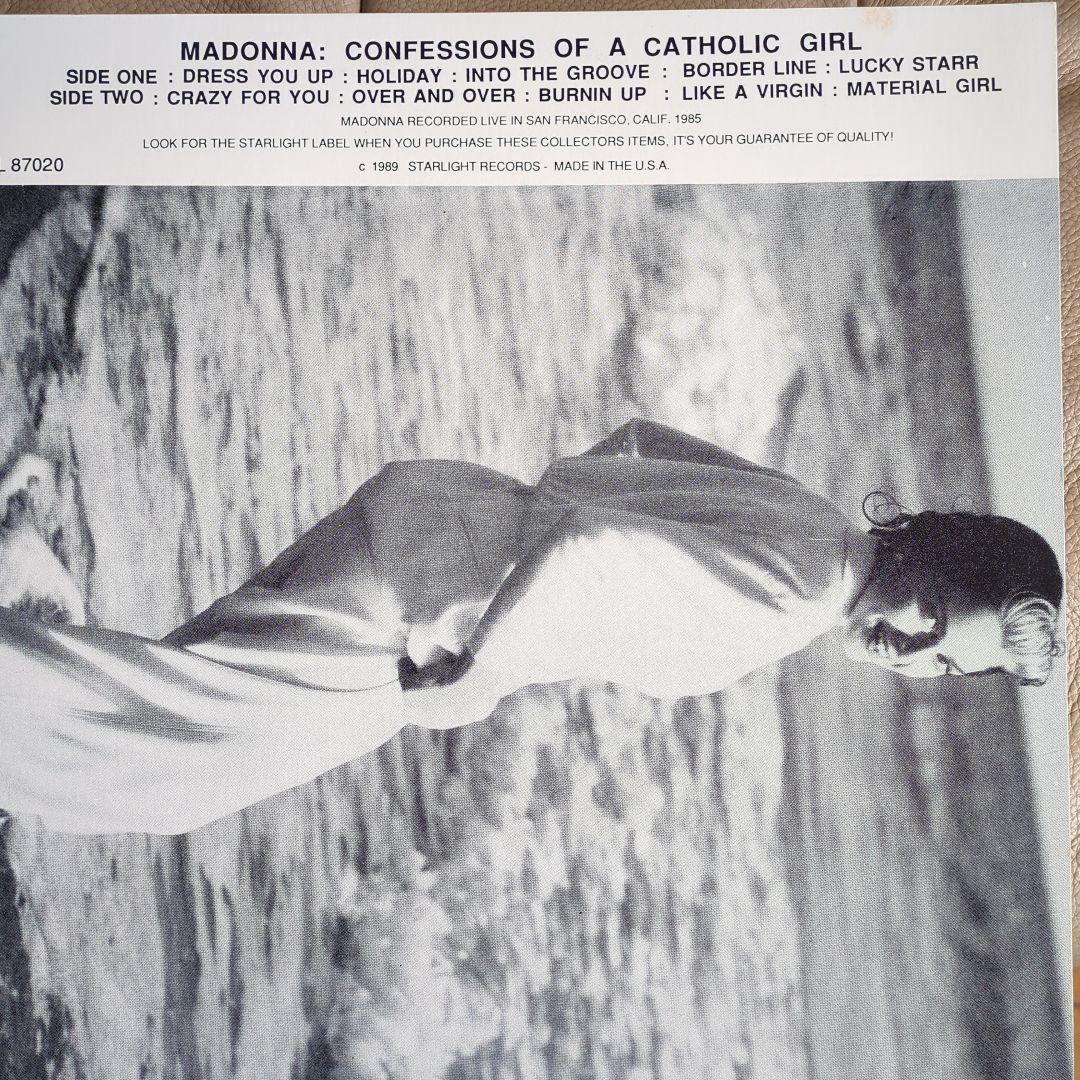 MADONNA: CONFESSIONS OF A CATHOLIC GIRL
SIDE ONE : DRESS YOU UP : HOLIDAY : INTO THE GROOVE : BORDER LINE : LUCKY STARR
SIDE TWO : CRAZY FOR YOU : OVER AND OVER : BURNIN UP : LIKE A VIRGIN : MATERIAL GIRL
MADONNA RECORDED LIVE IN SAN FRANCISCO, CALIF. 1985
LOOK FOR THE STARLIGHT LABEL WHEN YOU PURCHASE THESE COLLECTORS ITEMS, IT'S YOUR GUARANTEE OF QUALITY!
L 87020 c 1989 STARLIGHT RECORDS - MADE IN THE U.S.A.